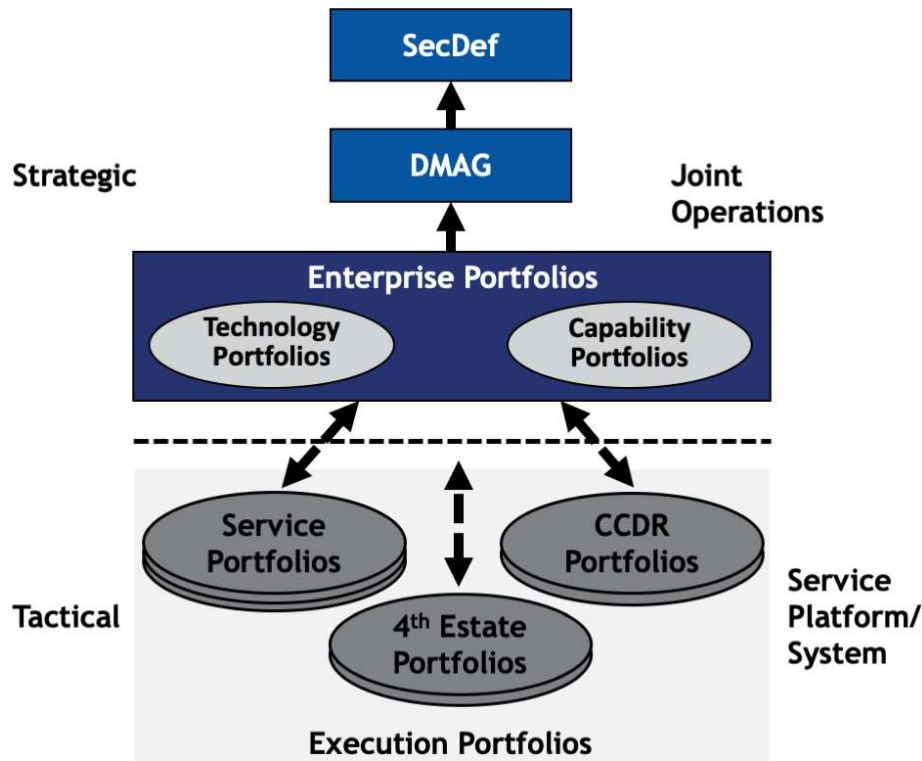 SecDef
DMAG
Strategic
Joint
Operations
Enterprise Portfolios
Technology
Portfolios
Capability
Portfolios
Service
Portfolios
CCDR
Portfolios
Tactical
4th Estate
Portfolios
Service
Platform/
System
Execution Portfolios